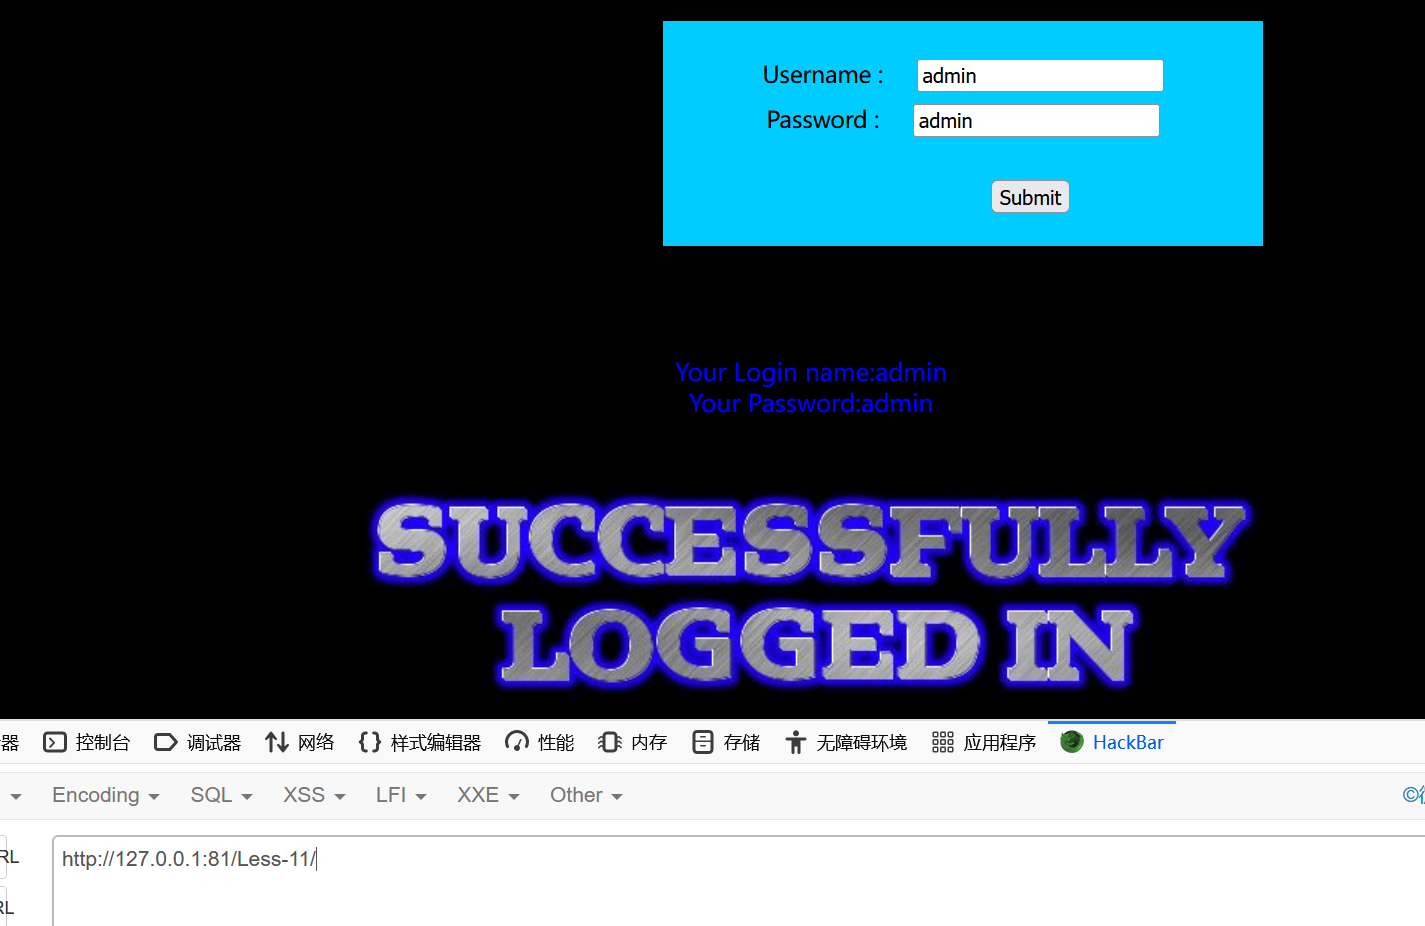 Username : admin
Password : admin
Submit
Your Login name:admin
Your Password:admin
SUCCESSFULLY
LOGGED IN
器 控制台 调试器 网络 样式编辑器 性能 内存 存储 无障碍环境 应用程序 HackBar
Encoding SQL XSS LFI XXE Other ©
RL http://127.0.0.1:81/Less-11/
RL